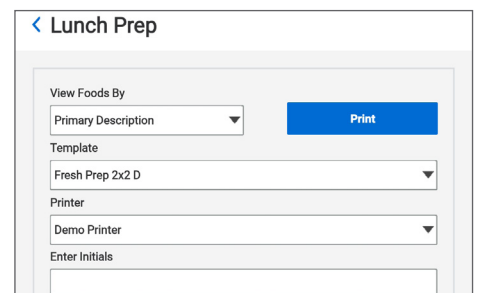 Lunch Prep
View Foods By
Primary Description
Print
Template
Fresh Prep 2x2 D
Printer
Demo Printer
Enter Initials